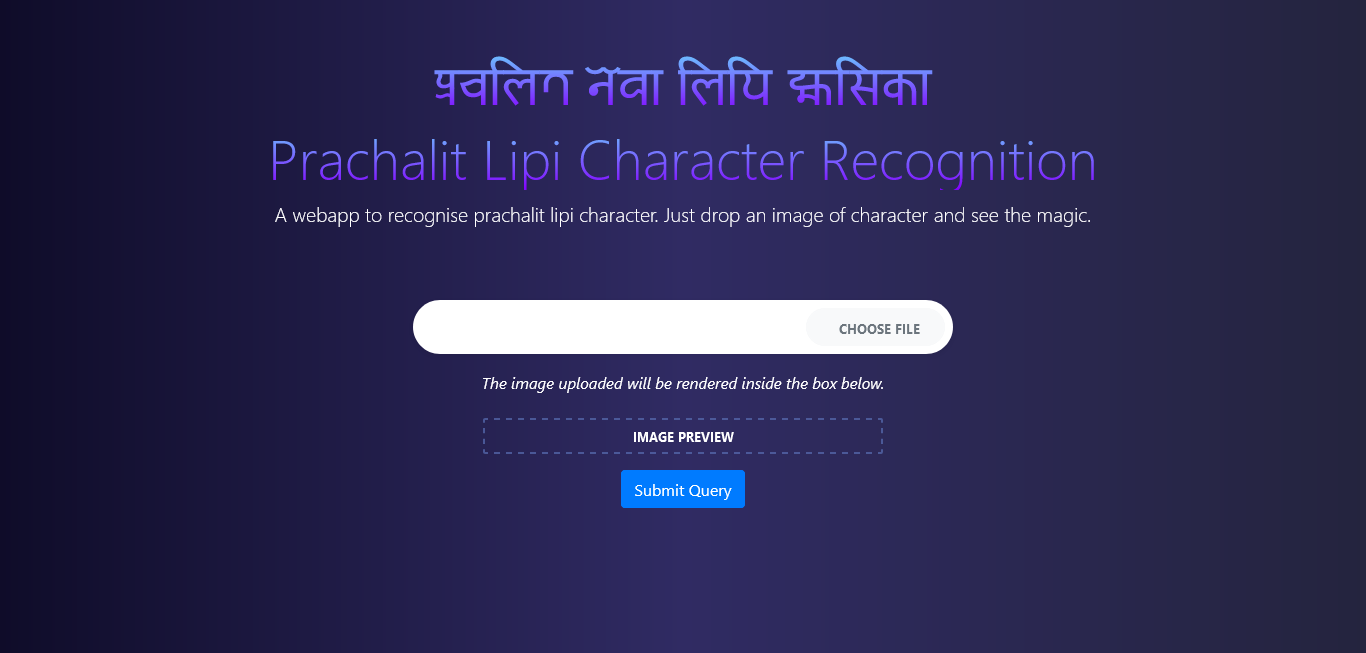 प्रचलित नेवा लिपि ह्मसिका
Prachalit Lipi Character Recognition
A webapp to recognise prachalit lipi character. Just drop an image of character and see the magic.
CHOOSE FILE
The image uploaded will be rendered inside the box below.
IMAGE PREVIEW
Submit Query